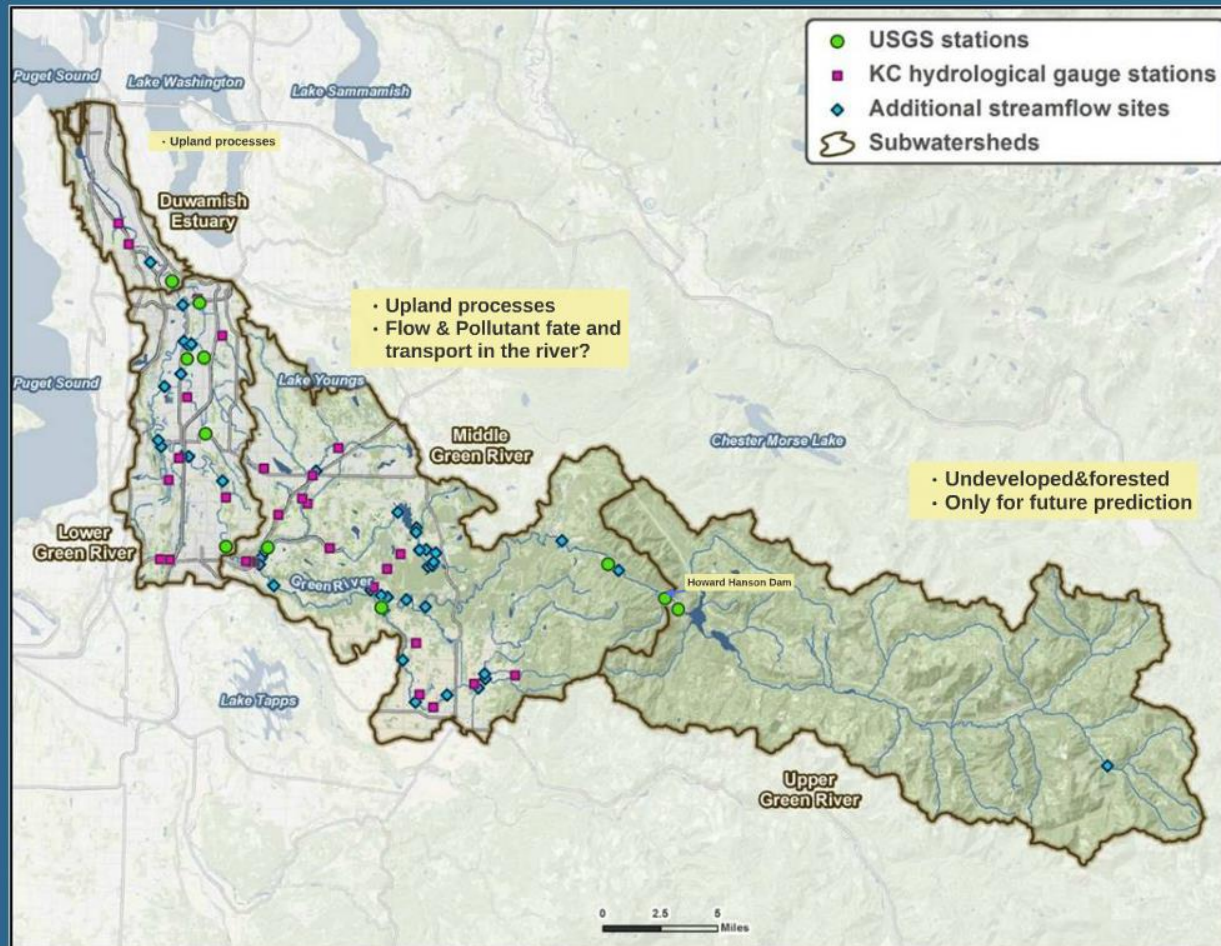 USGS stations
KC hydrological gauge stations
Additional streamflow sites
Subwatersheds
Puget Sound
Lake Washington
Lake Sammamish
· Upland processes
Duwamish
Estuary
· Upland processes
· Flow & Pollutant fate and
transport in the river?
Puget Sound
Lake Youngs
Middle
Green River
Chester Morse Lake
· Undeveloped&forested
· Only for future prediction
Lower
Green River
Green River
Howard Hanson Dam
Lake Tapps
Upper
Green River
0 2.5 5
Miles